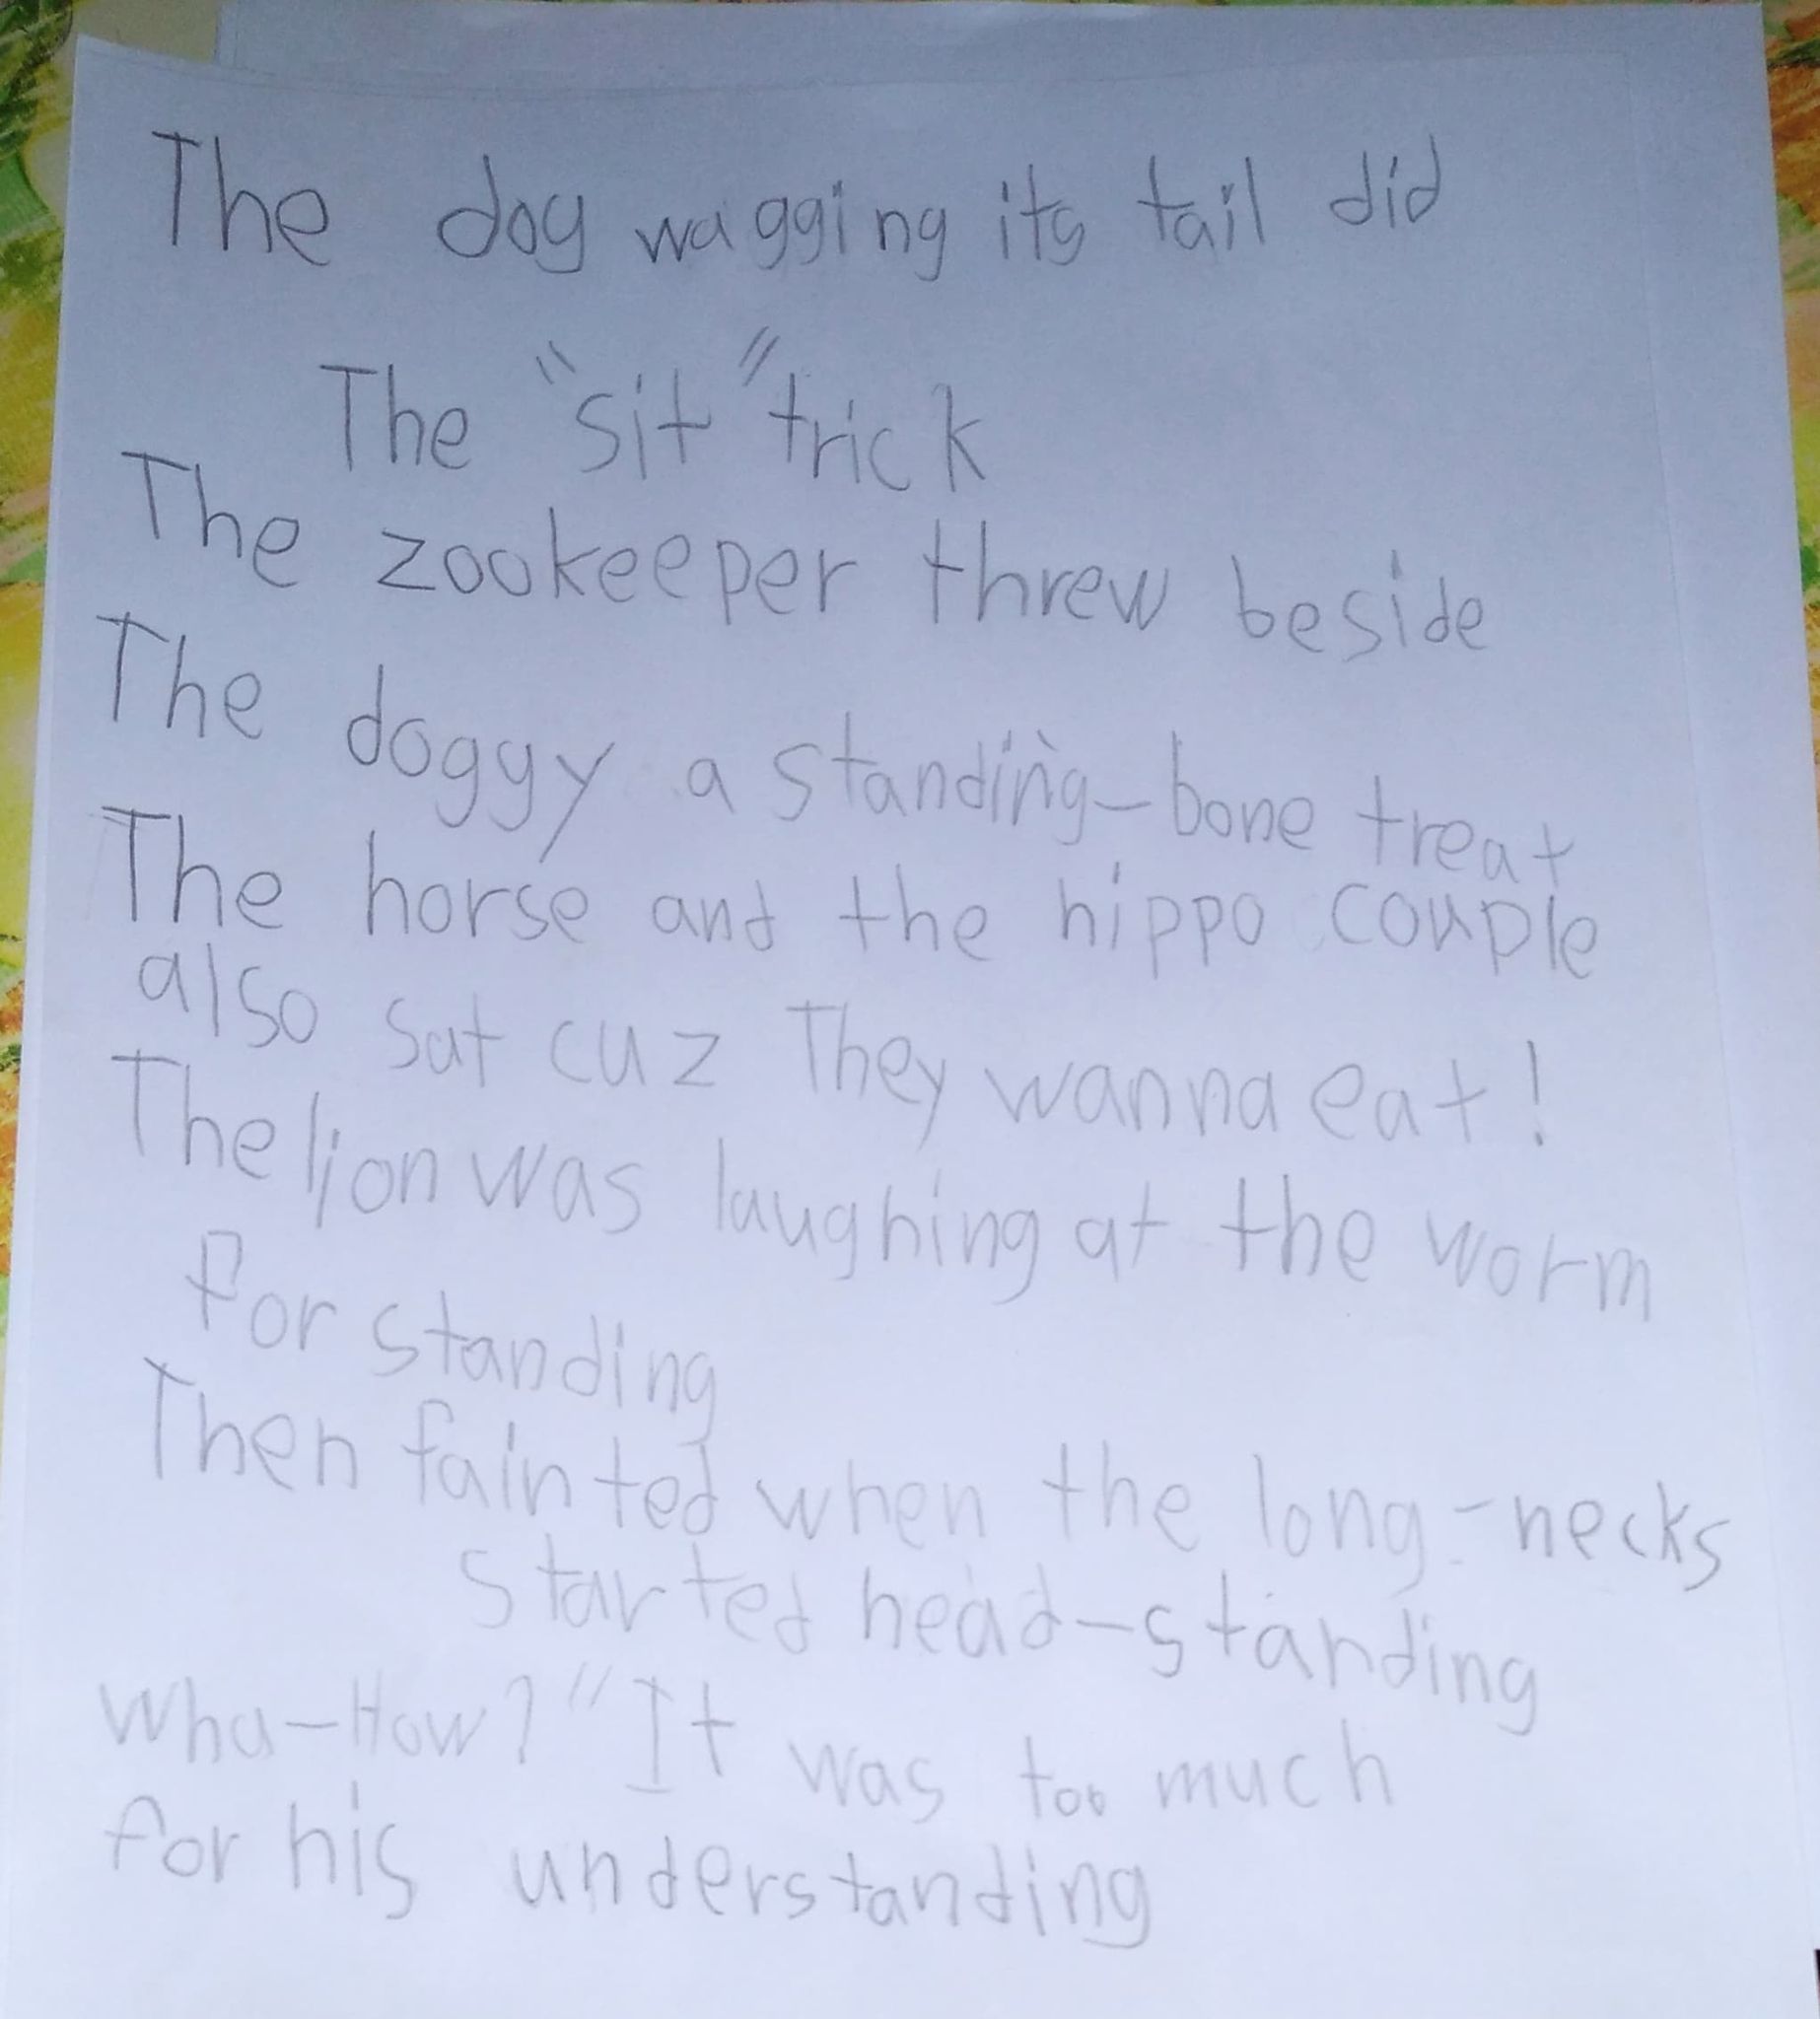 The dog wagging its tail did
The "sit" trick
The zookeeper threw beside
The doggy a standing-bone treat
The horse and the hippo couple
also sat cuz They wanna eat!
The lion was laughing at the worm
for standing
Then fainted when the long-necks
started head-standing
Wha-How?" It was too much
for his understanding